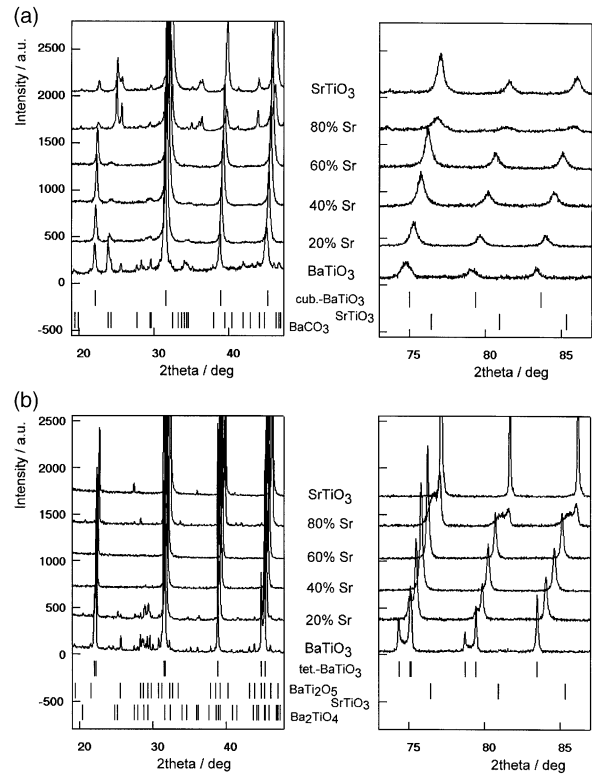 (a)
Intensity / a.u.
2500
2000
1500
1000
500
0
-500
20 30 40
2theta / deg
SrTiO3
80% Sr
60% Sr
40% Sr
20% Sr
BaTiO3
cub.-BaTiO3
SrTiO3
BaCO3
75 80 85
2theta / deg
(b)
Intensity / a.u.
2500
2000
1500
1000
500
0
-500
20 30 40
2theta / deg
SrTiO3
80% Sr
60% Sr
40% Sr
20% Sr
BaTiO3
tet.-BaTiO3
BaTi2O5
SrTiO3
Ba2TiO4
75 80 85
2theta / deg